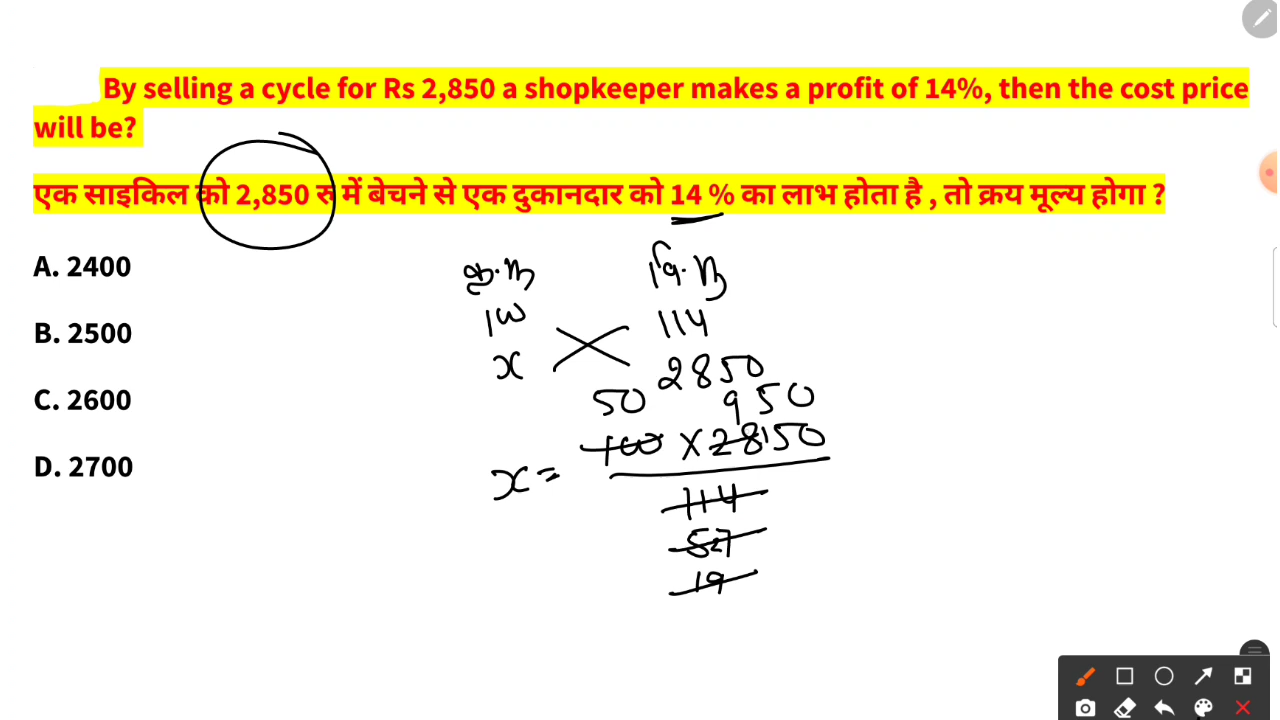 By selling a cycle for Rs 2,850 a shopkeeper makes a profit of 14%, then the cost price
will be?
एक साइकिल को 2,850 रु में बेचने से एक दुकानदार को 14 % का लाभ होता है , तो क्रय मूल्य होगा ?
A. 2400
B. 2500
C. 2600
D. 2700
क्र.मू वि.मू
100 114
x 2850
50 950
100 x 2850
x =
114
57
19